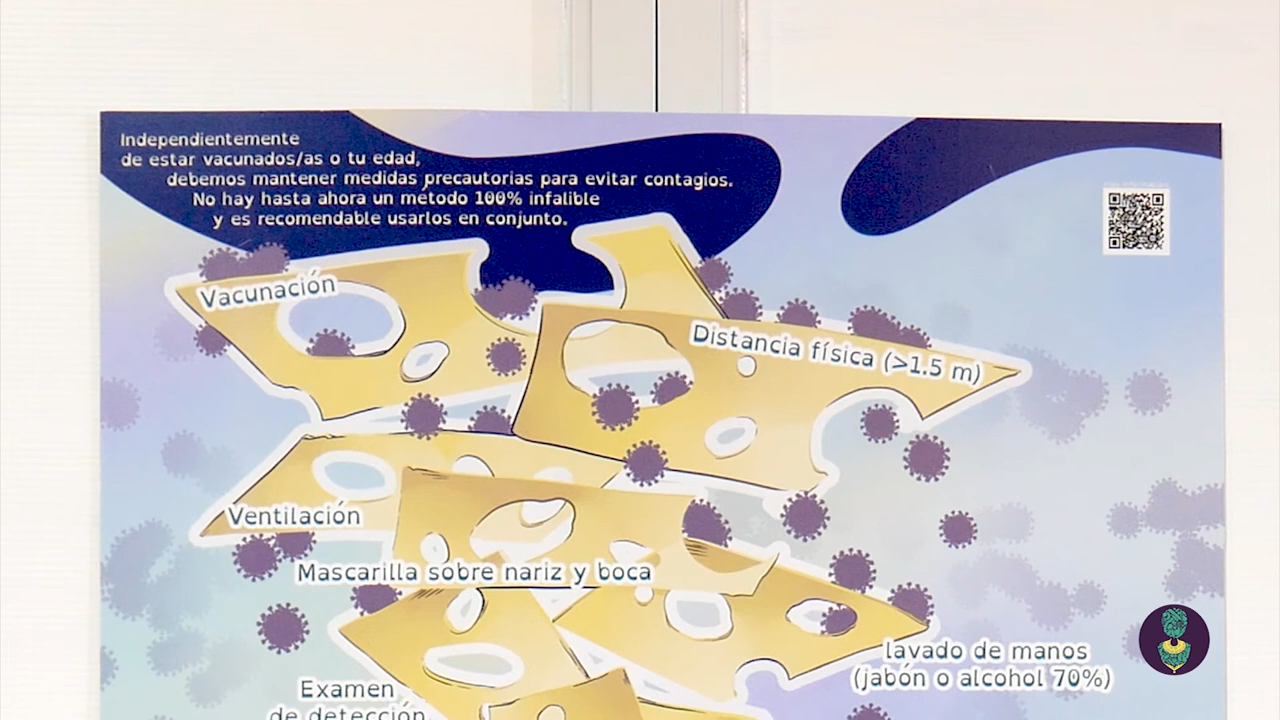 Independientemente
de estar vacunados/as o tu edad,
debemos mantener medidas precautorias para evitar contagios.
No hay hasta ahora un método 100% infalible
y es recomendable usarlos en conjunto.
Vacunación
Distancia física (>1.5 m)
Ventilación
Mascarilla sobre nariz y boca
lavado de manos
(jabón o alcohol 70%)
Examen
de detección